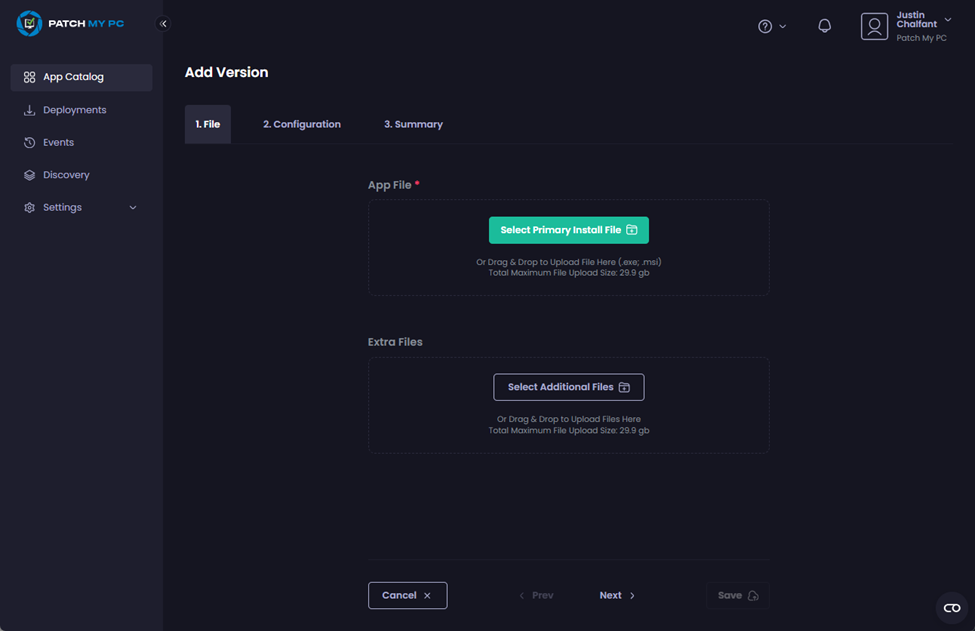 PATCH MY PC
Justin
Chalfant
Patch My PC
App Catalog
Deployments
Events
Discovery
Settings
Add Version
1. File
2. Configuration
3. Summary
App File *
Select Primary Install File
Or Drag & Drop to Upload File Here (.exe; .msi)
Total Maximum File Upload Size: 29.9 gb
Extra Files
Select Additional Files
Or Drag & Drop to Upload Files Here
Total Maximum File Upload Size: 29.9 gb
Cancel
Prev
Next
Save